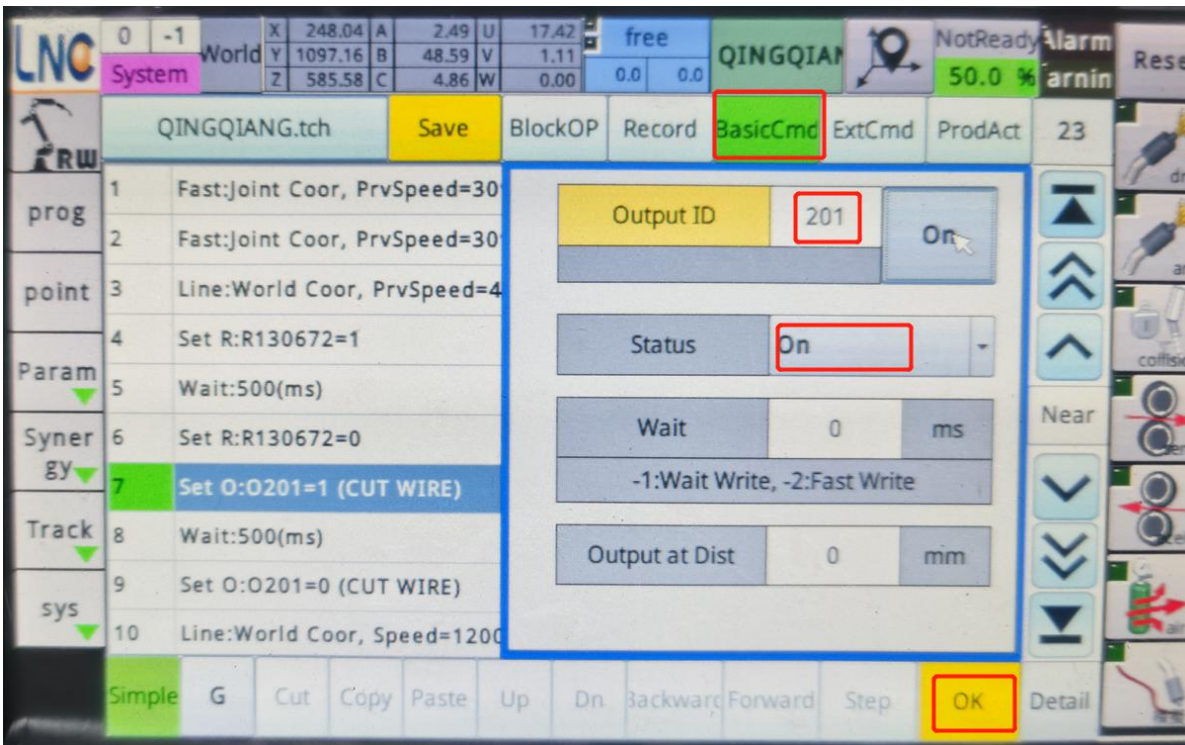 LNC
0 -1
System
World
X 248.04 A 2.49 U 17.42
Y 1097.16 B 48.59 V 1.11
Z 585.58 C 4.86 W 0.00
free
0.0 0.0
QINGQIAN
NotReady
50.0 %
Alarm
arnin
Rese
RW
QINGQIANG.tch
Save
BlockOP
Record
BasicCmd
ExtCmd
ProdAct
23
prog
point
Param
Syner
gy
Track
sys
1 Fast:Joint Coor, PrvSpeed=30
2 Fast:Joint Coor, PrvSpeed=30
3 Line:World Coor, PrvSpeed=4
4 Set R:R130672=1
5 Wait:500(ms)
6 Set R:R130672=0
7 Set O:O201=1 (CUT WIRE)
8 Wait:500(ms)
9 Set O:O201=0 (CUT WIRE)
10 Line:World Coor, Speed=1200
Output ID 201 On
Status On
Wait 0 ms
-1:Wait Write, -2:Fast Write
Output at Dist 0 mm
Near
Simple
G
Cut
Copy
Paste
Up
Dn
Backward
Forward
Step
OK
Detail